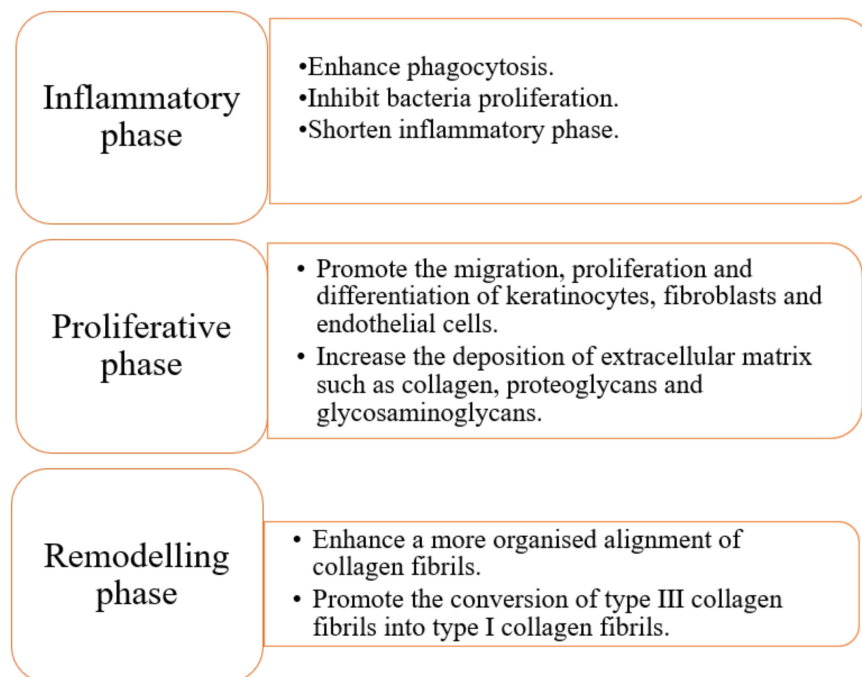 Inflammatory
phase
•Enhance phagocytosis.
•Inhibit bacteria proliferation.
•Shorten inflammatory phase.
Proliferative
phase
• Promote the migration, proliferation and
differentiation of keratinocytes, fibroblasts and
endothelial cells.
• Increase the deposition of extracellular matrix
such as collagen, proteoglycans and
glycosaminoglycans.
Remodelling
phase
• Enhance a more organised alignment of
collagen fibrils.
• Promote the conversion of type III collagen
fibrils into type I collagen fibrils.